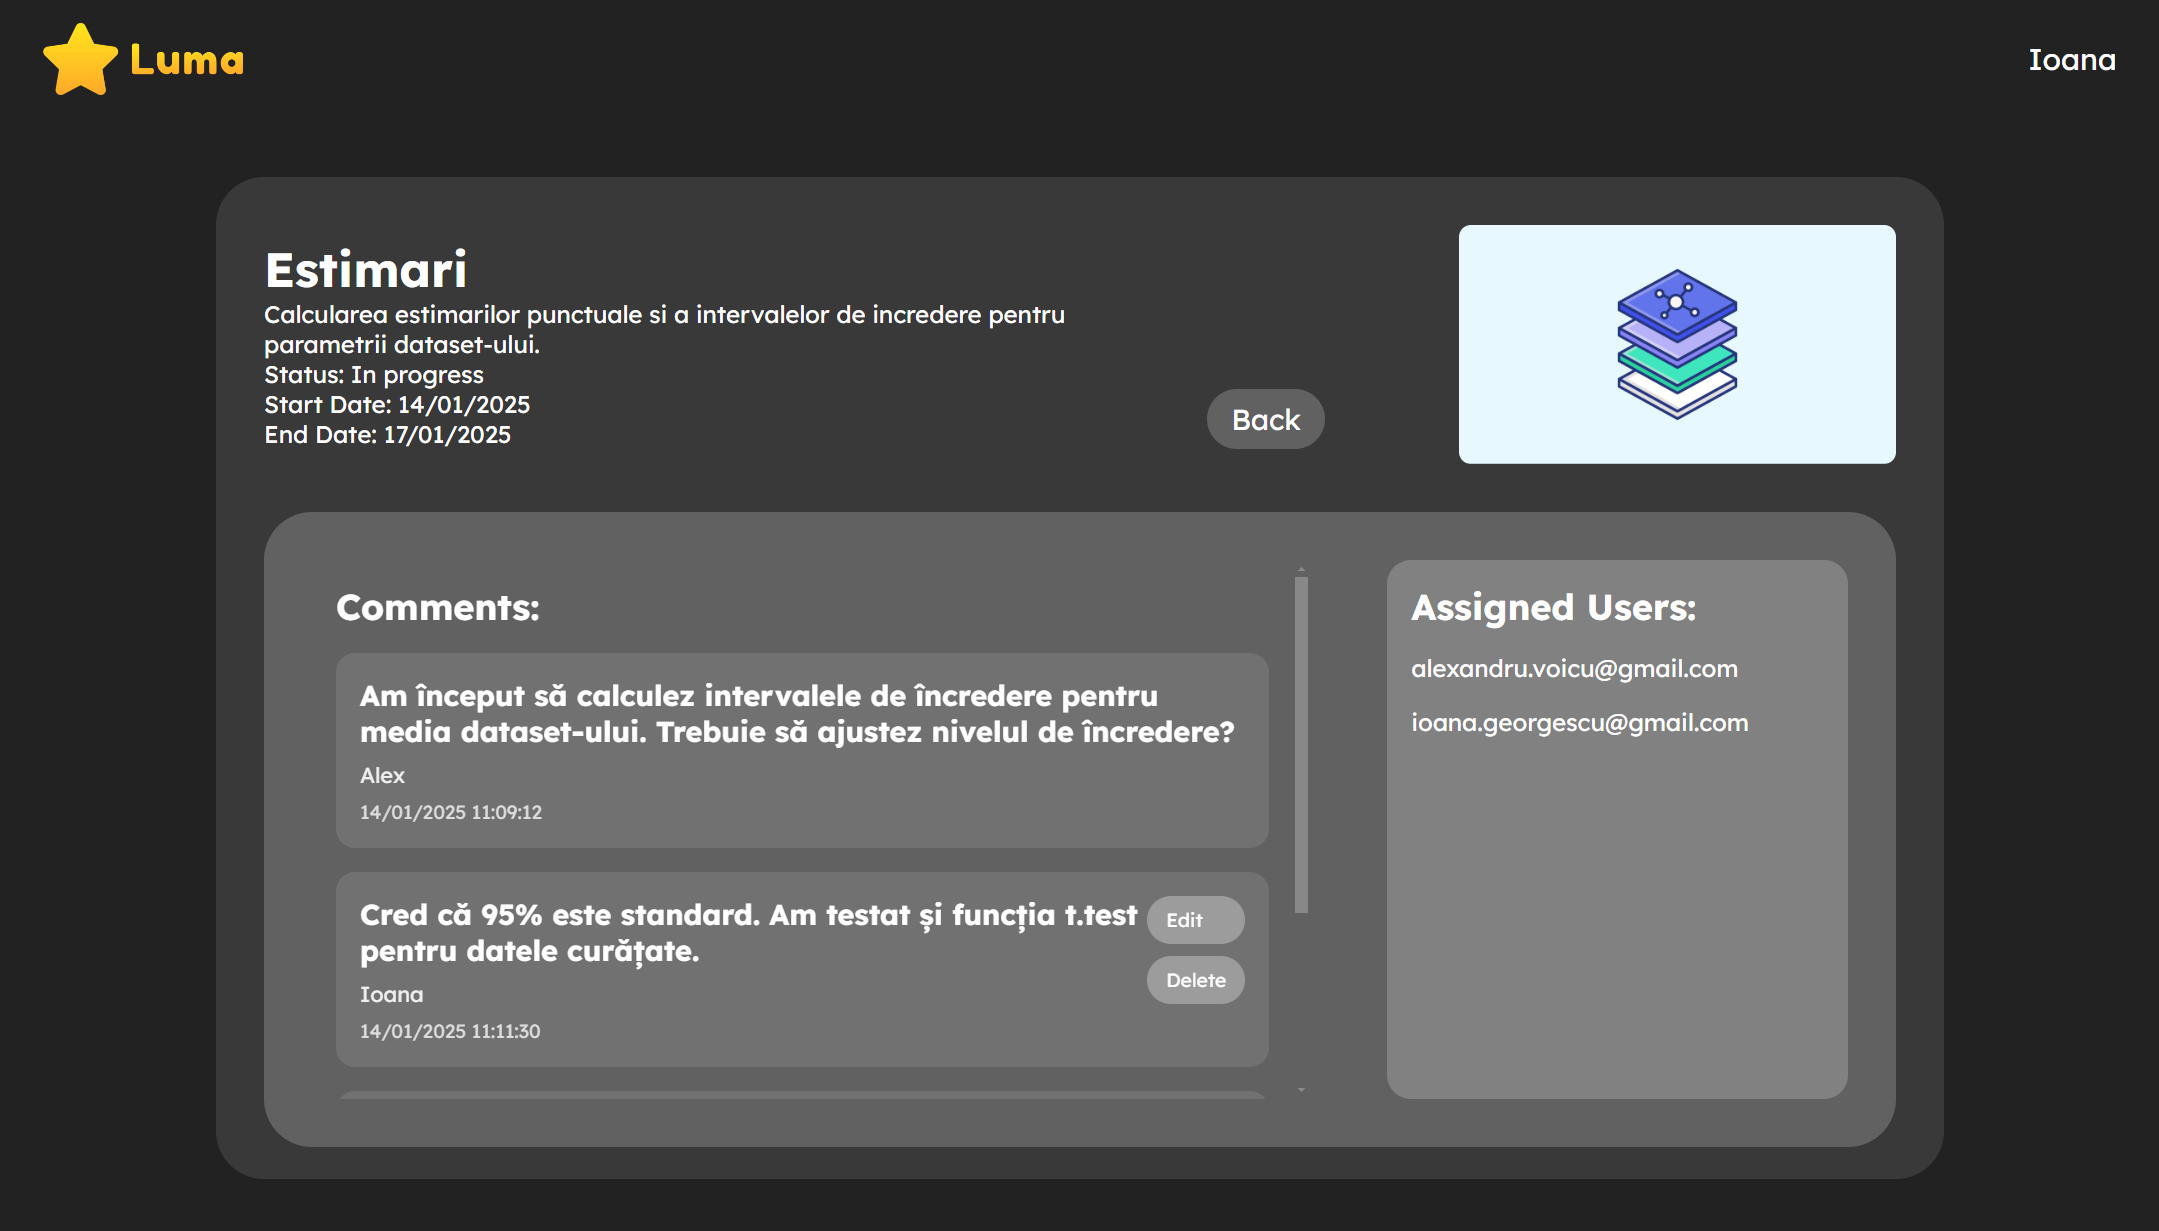 Luma
Ioana
Estimari
Calcularea estimarilor punctuale si a intervalelor de incredere pentru
parametrii dataset-ului.
Status: In progress
Start Date: 14/01/2025
End Date: 17/01/2025
Back
Comments:
Am început să calculez intervalele de încredere pentru
media dataset-ului. Trebuie să ajustez nivelul de încredere?
Alex
14/01/2025 11:09:12
Cred că 95% este standard. Am testat și funcția t.test
pentru datele curățate.
Ioana
14/01/2025 11:11:30
Edit
Delete
Assigned Users:
alexandru.voicu@gmail.com
ioana.georgescu@gmail.com